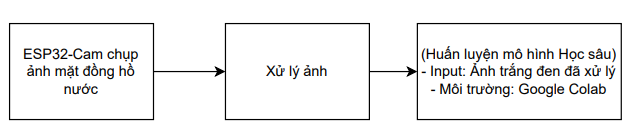 ESP32-Cam chụp
ảnh mặt đồng hồ
nước
Xử lý ảnh
(Huấn luyện mô hình Học sâu)
- Input: Ảnh trắng đen đã xử lý
- Môi trường: Google Colab